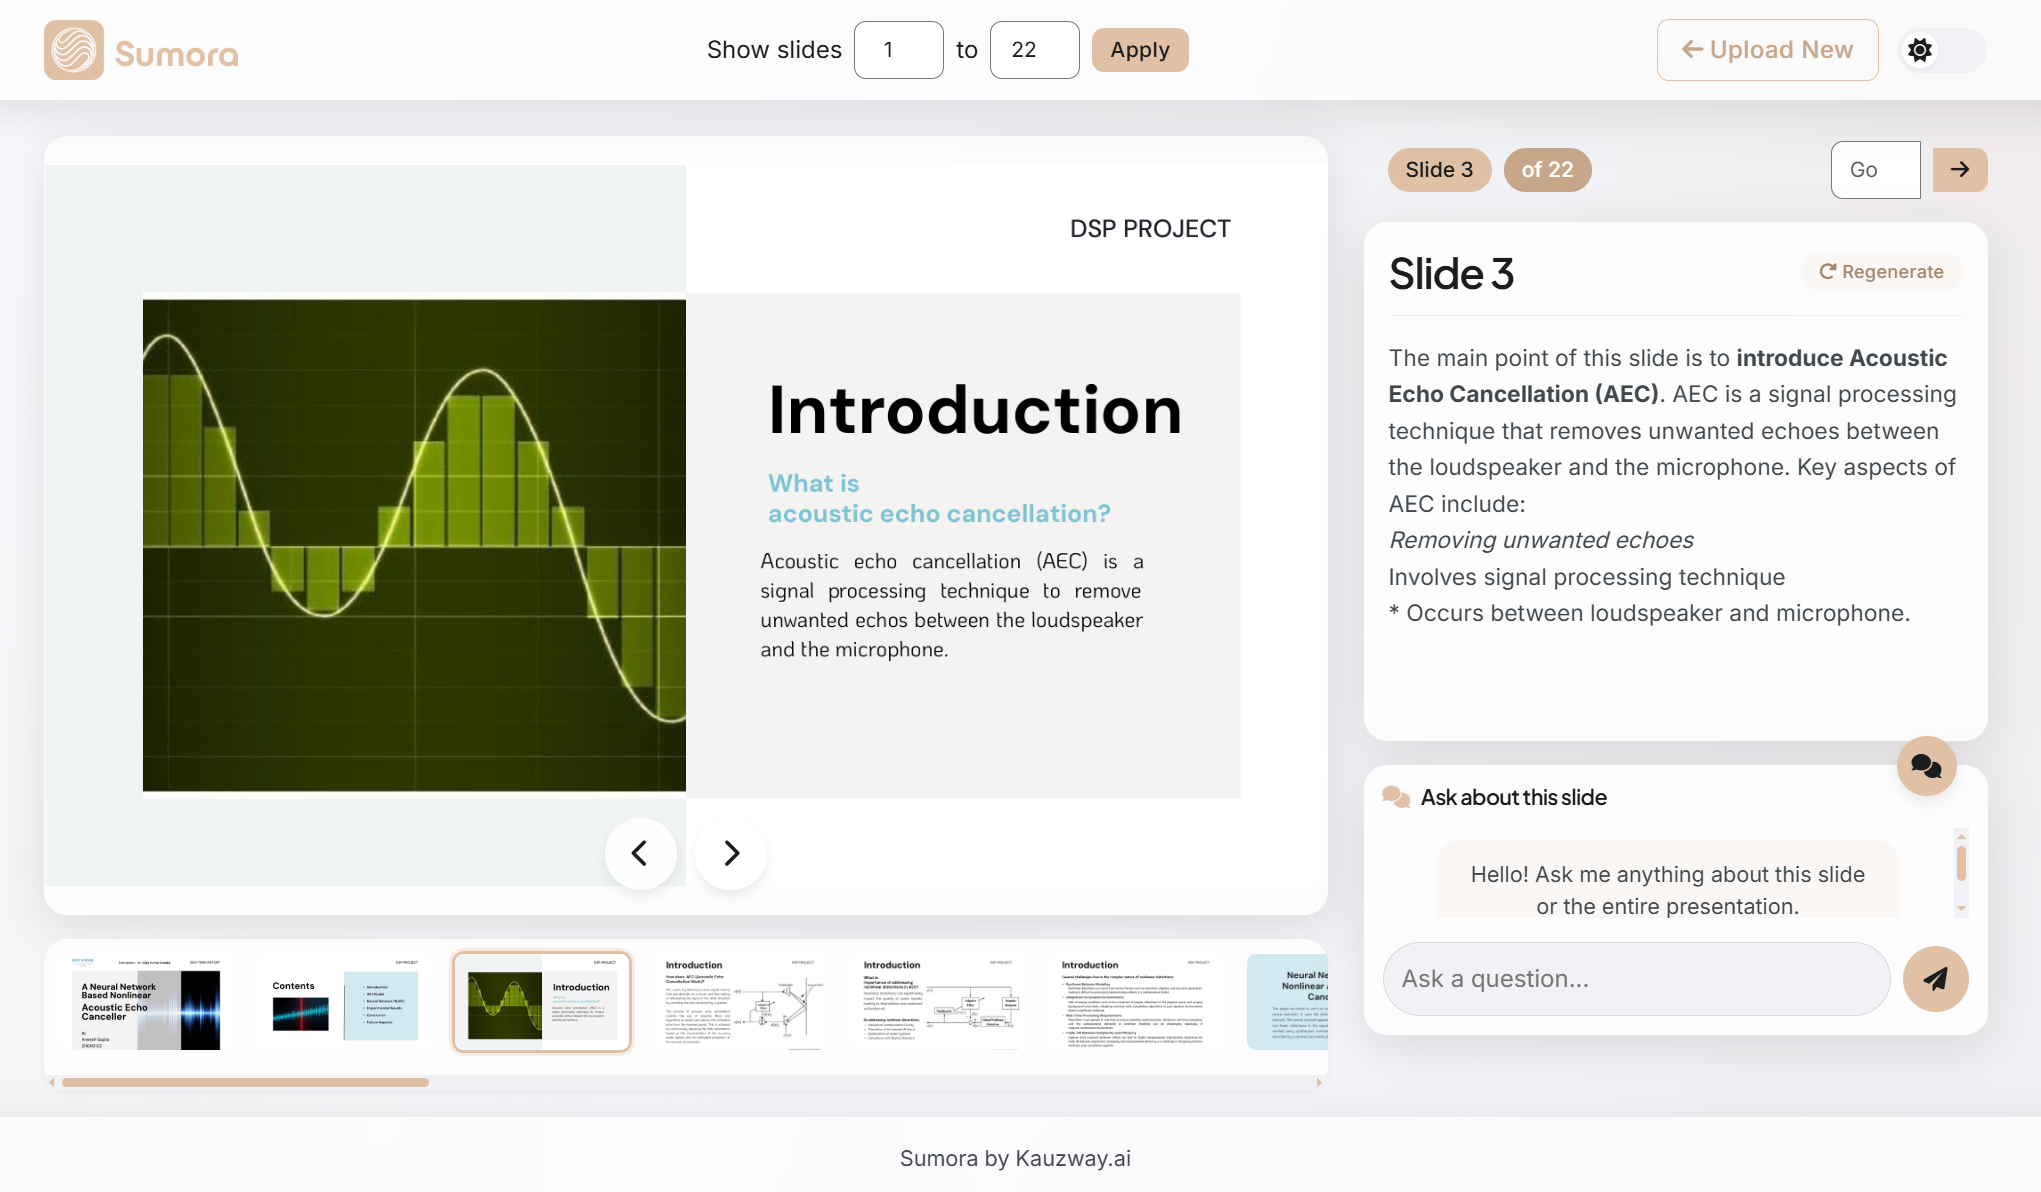 Sumora
Show slides 1 to 22 Apply
Upload New
DSP PROJECT
Introduction
What is
acoustic echo cancellation?
Acoustic echo cancellation (AEC) is a
signal processing technique to remove
unwanted echos between the loudspeaker
and the microphone.
A Neural Network
Based Nonlinear
Acoustic Echo
Canceller
Contents
DSP PROJECT
Introduction
Introduction
Introduction
Introduction
Slide 3 of 22 Go
Slide 3
Regenerate
The main point of this slide is to introduce Acoustic
Echo Cancellation (AEC). AEC is a signal processing
technique that removes unwanted echoes between
the loudspeaker and the microphone. Key aspects of
AEC include:
Removing unwanted echoes
Involves signal processing technique
* Occurs between loudspeaker and microphone.
Ask about this slide
Hello! Ask me anything about this slide
or the entire presentation.
Ask a question...
Sumora by Kauzway.ai